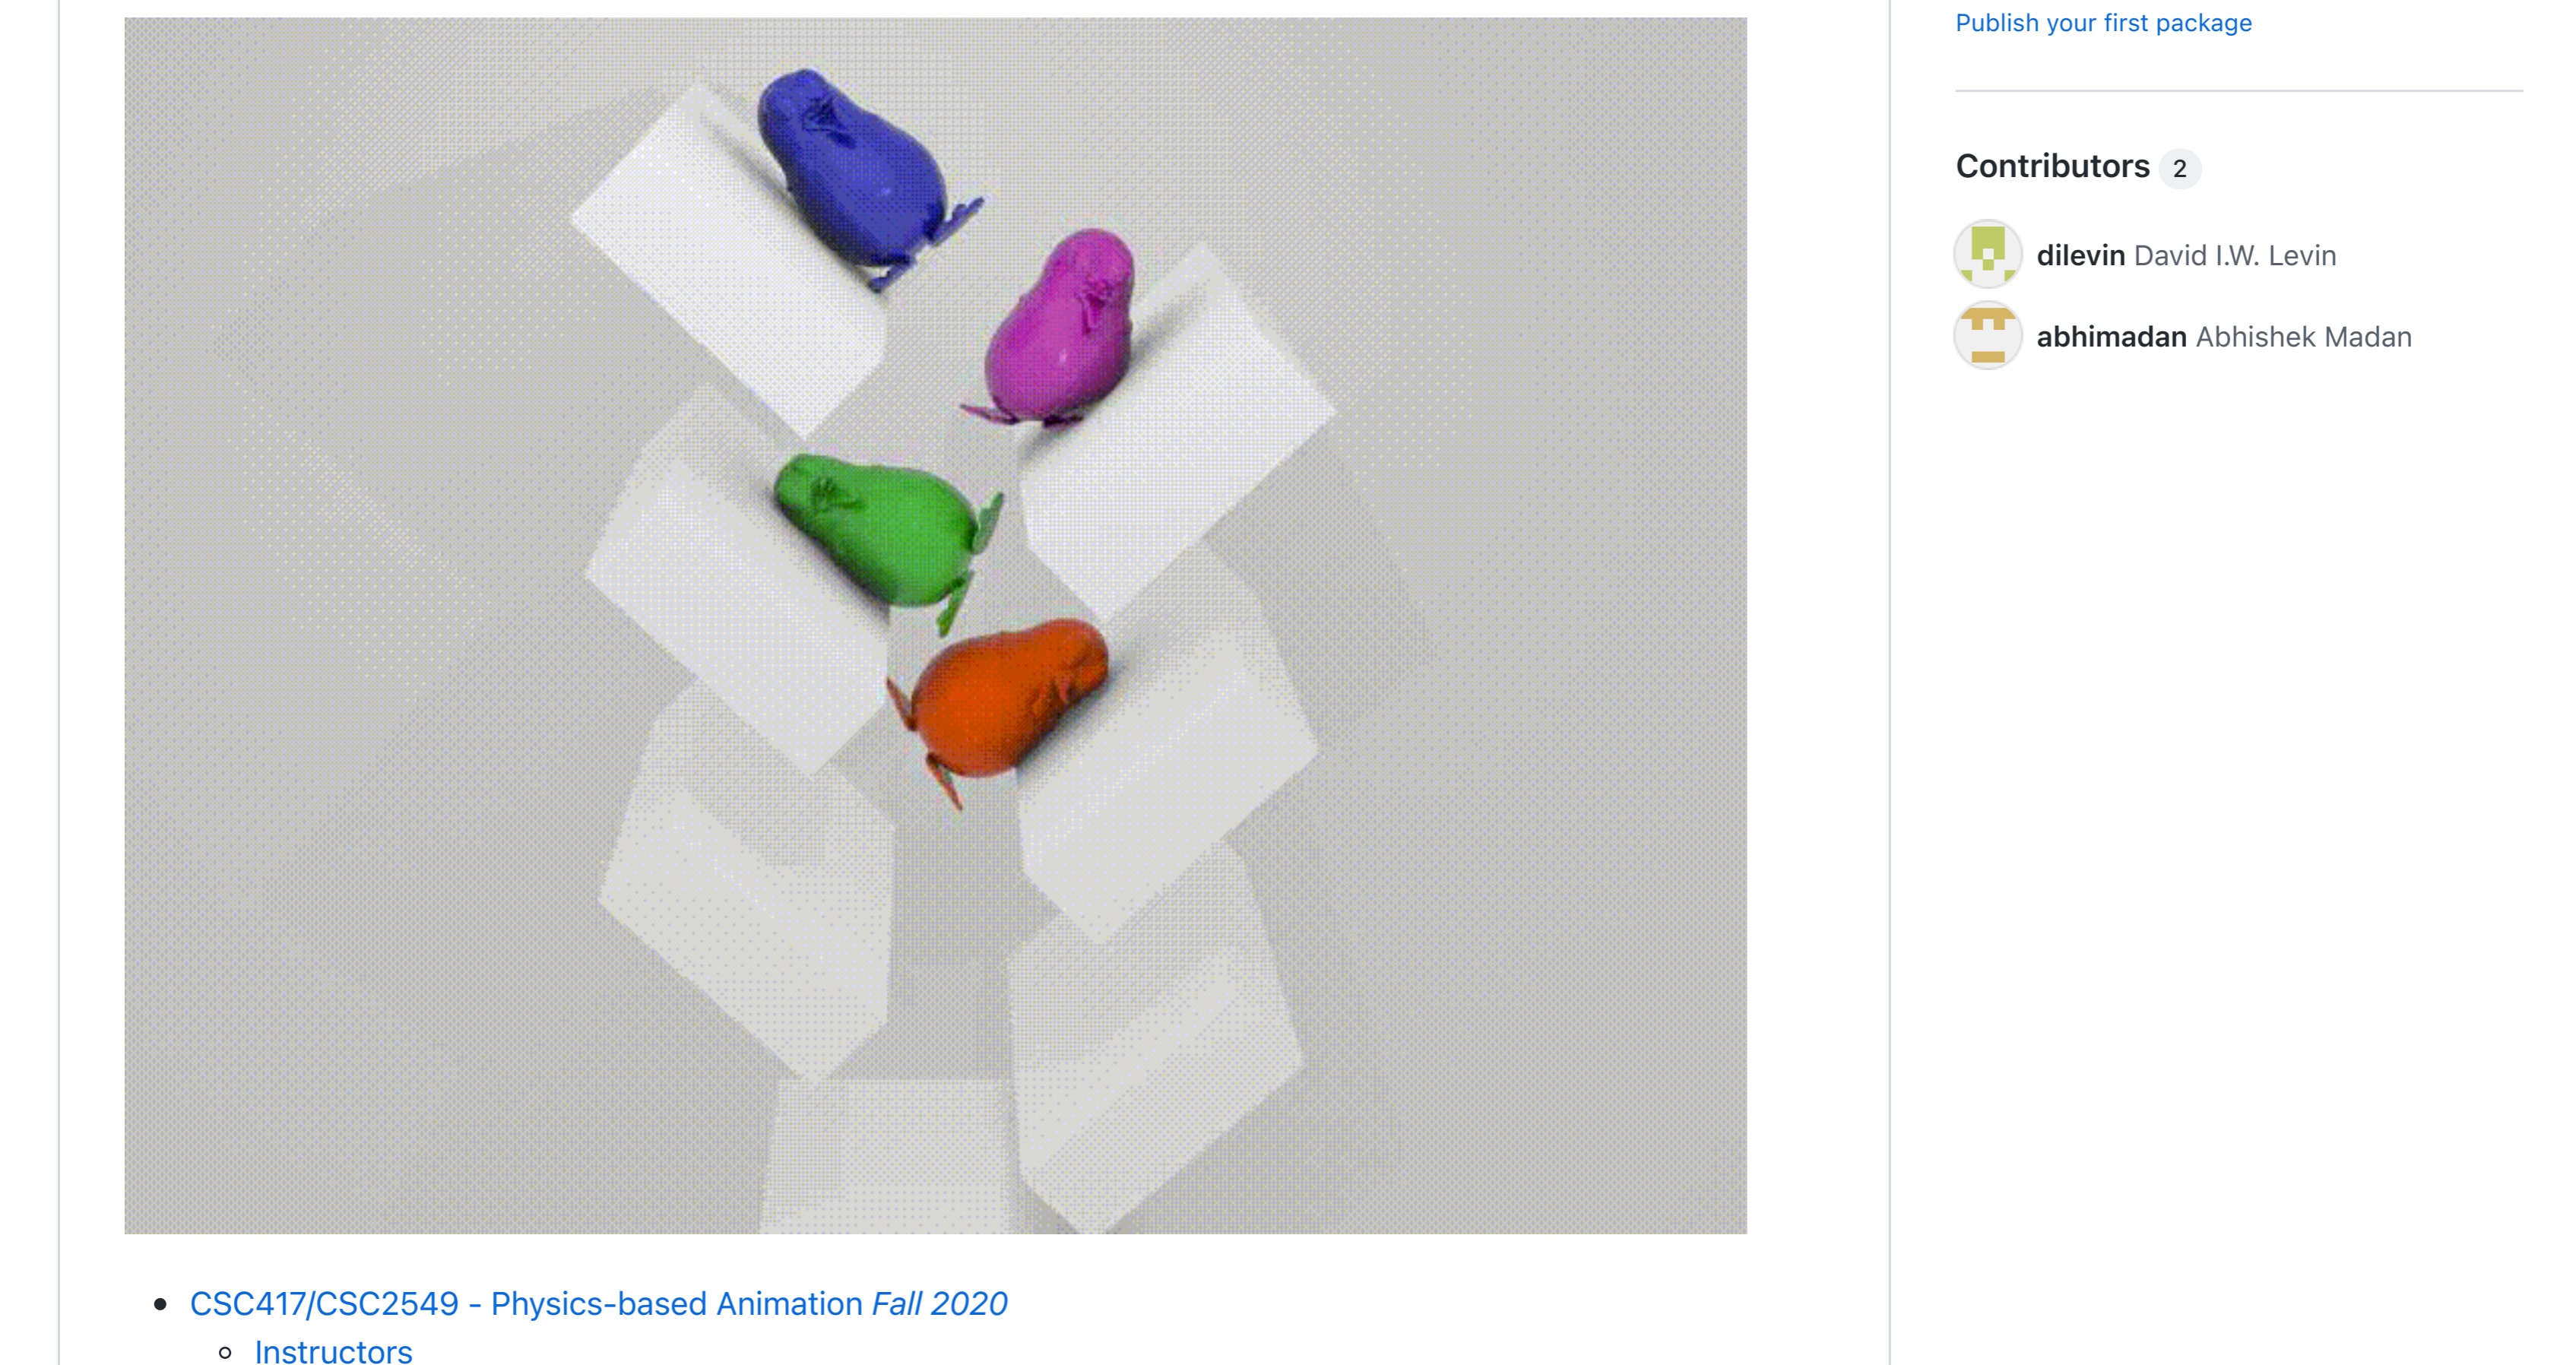 Publish your first package
Contributors 2
dilevin David I.W. Levin
abhimadan Abhishek Madan
CSC417/CSC2549 - Physics-based Animation Fall 2020
Instructors